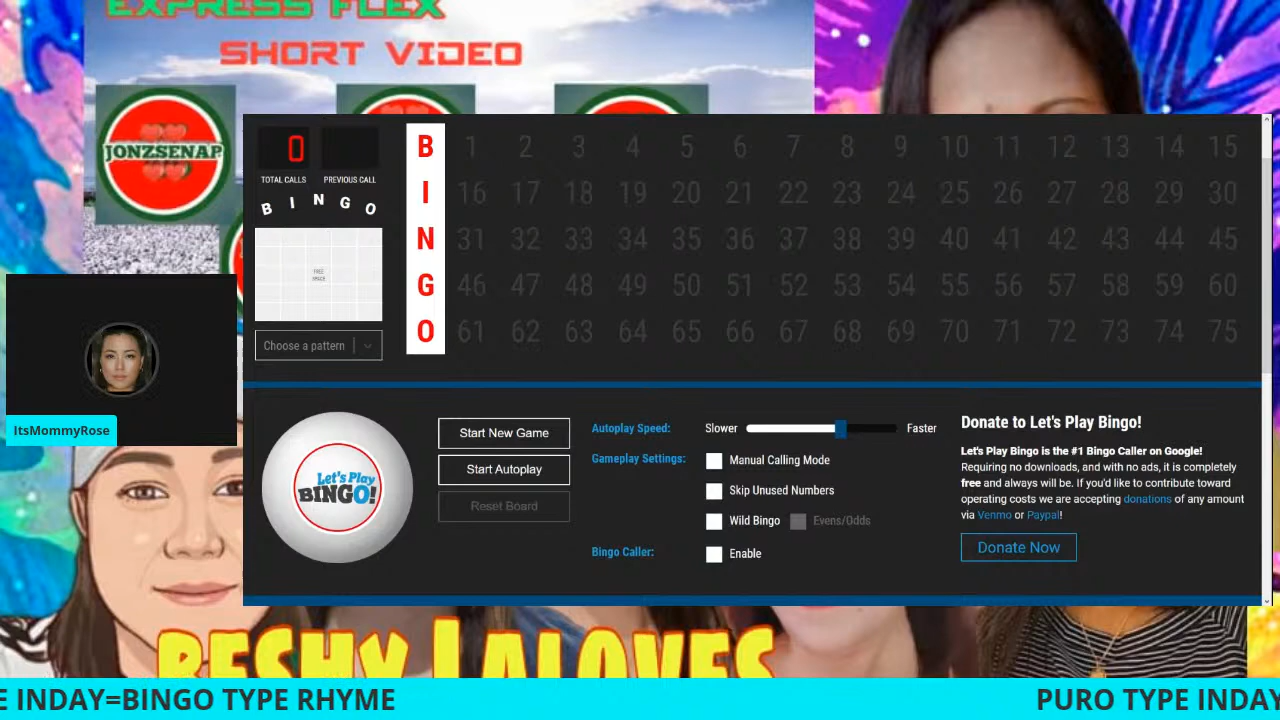 EXPRESS FLEX
SHORT VIDEO
JONZSENAP
0
TOTAL CALLS
PREVIOUS CALL
B I N G O
FREE SPACE
Choose a pattern
B 1 2 3 4 5 6 7 8 9 10 11 12 13 14 15
I 16 17 18 19 20 21 22 23 24 25 26 27 28 29 30
N 31 32 33 34 35 36 37 38 39 40 41 42 43 44 45
G 46 47 48 49 50 51 52 53 54 55 56 57 58 59 60
O 61 62 63 64 65 66 67 68 69 70 71 72 73 74 75
ItsMommyRose
Let's Play
BINGO!
Start New Game
Start Autoplay
Reset Board
Autoplay Speed: Slower Faster
Gameplay Settings: Manual Calling Mode
Skip Unused Numbers
Wild Bingo Evens/Odds
Bingo Caller: Enable
Donate to Let's Play Bingo!
Let's Play Bingo is the #1 Bingo Caller on Google!
Requiring no downloads, and with no ads, it is completely
free and always will be. If you'd like to contribute toward
operating costs we are accepting donations of any amount
via Venmo or Paypal!
Donate Now
BESHY LALOVES
E INDAY=BINGO TYPE RHYME
PURO TYPE INDAY